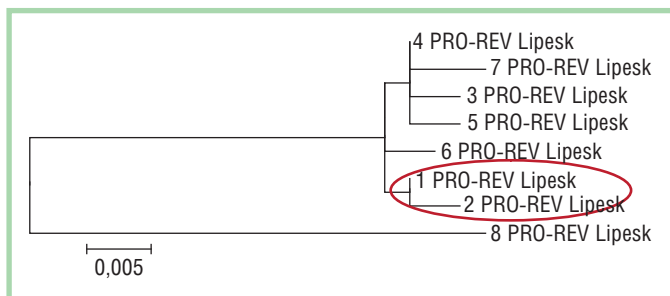 4 PRO-REV Lipesk
7 PRO-REV Lipesk
3 PRO-REV Lipesk
5 PRO-REV Lipesk
6 PRO-REV Lipesk
1 PRO-REV Lipesk
2 PRO-REV Lipesk
8 PRO-REV Lipesk
0,005